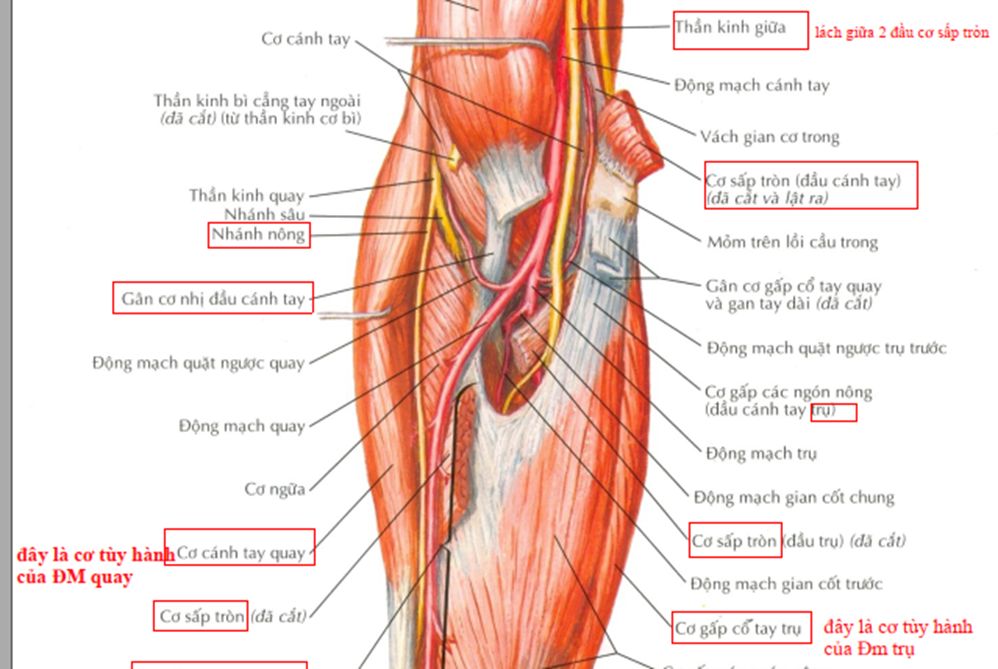 Thần kinh giữa
lách giữa 2 đầu cơ sấp tròn
Cơ cánh tay
Động mạch cánh tay
Thần kinh bì cẳng tay ngoài
(đã cắt) (từ thần kinh cơ bì)
Vách gian cơ trong
Cơ sấp tròn (đầu cánh tay)
(đã cắt và lật ra)
Thần kinh quay
Nhánh sâu
Nhánh nông
Mỏm trên lồi cầu trong
Gân cơ gấp cổ tay quay
và gan tay dài (đã cắt)
Gân cơ nhị đầu cánh tay
Động mạch quặt ngược trụ trước
Động mạch quặt ngược quay
Cơ gấp các ngón nông
(đầu cánh tay trụ)
Động mạch quay
Động mạch trụ
Cơ ngửa
Động mạch gian cốt chung
Cơ sấp tròn (đầu trụ) (đã cắt)
đây là cơ tùy hành
của ĐM quay
Cơ cánh tay quay
Động mạch gian cốt trước
Cơ sấp tròn (đã cắt)
Cơ gấp cổ tay trụ
đây là cơ tùy hành
của Đm trụ